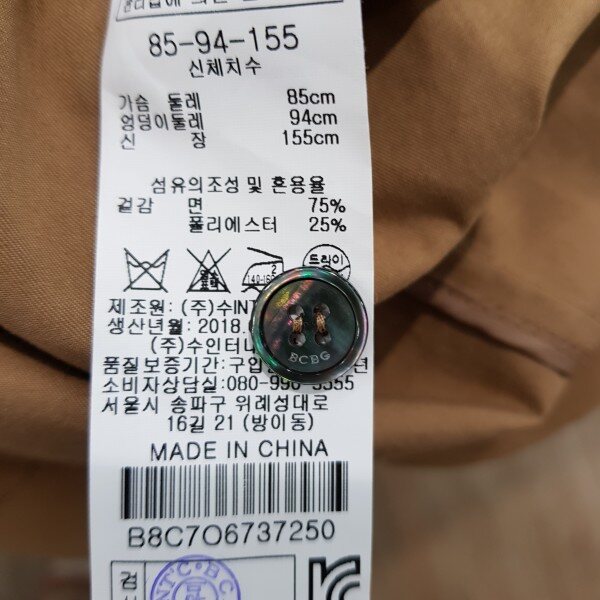 85-94-155
신체치수
가슴 둘레 85cm
엉덩이둘레 94cm
신 장 155cm
섬유의조성 및 혼용율
겉감 면 75%
폴리에스터 25%
2
드라이
제조원: (주)수INT
생산년월: 2018.
(주)수인터
품질보증기간: 구입
소비자상담실:080-99
BCBG
서울시 송파구 위례성대로
16길 21 (방이동)
MADE IN CHINA
B8C7O6737250
검